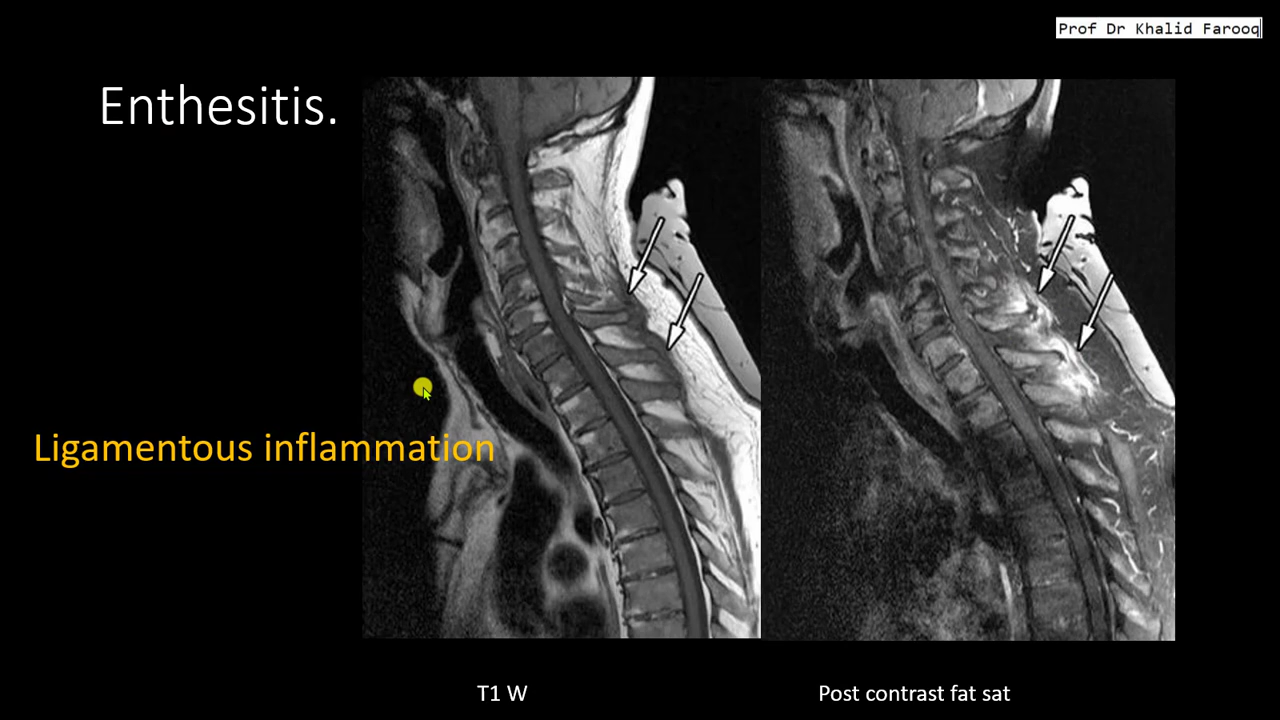 Prof Dr Khalid Farooq
Enthesitis.
Ligamentous inflammation
T1 W
Post contrast fat sat